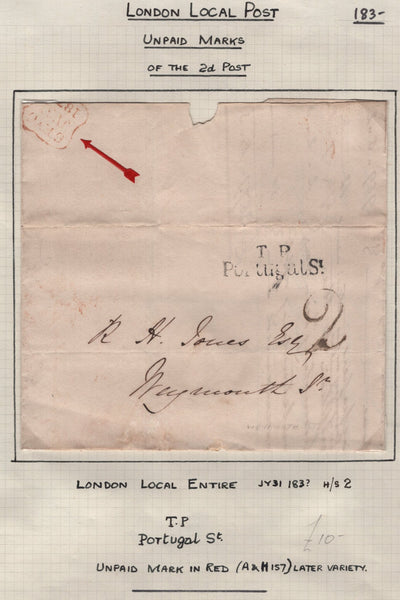 LONDON LOCAL POST
183-
UNPAID MARKS
OF THE 2d POST
T.P
Portugal St.
2
R H. Jones Esq
Weymouth St.
LONDON LOCAL ENTIRE JY31 183? H/S 2
T.P
Portugal St.
£10-
UNPAID MARK IN RED (A&H 157) LATER VARIETY.